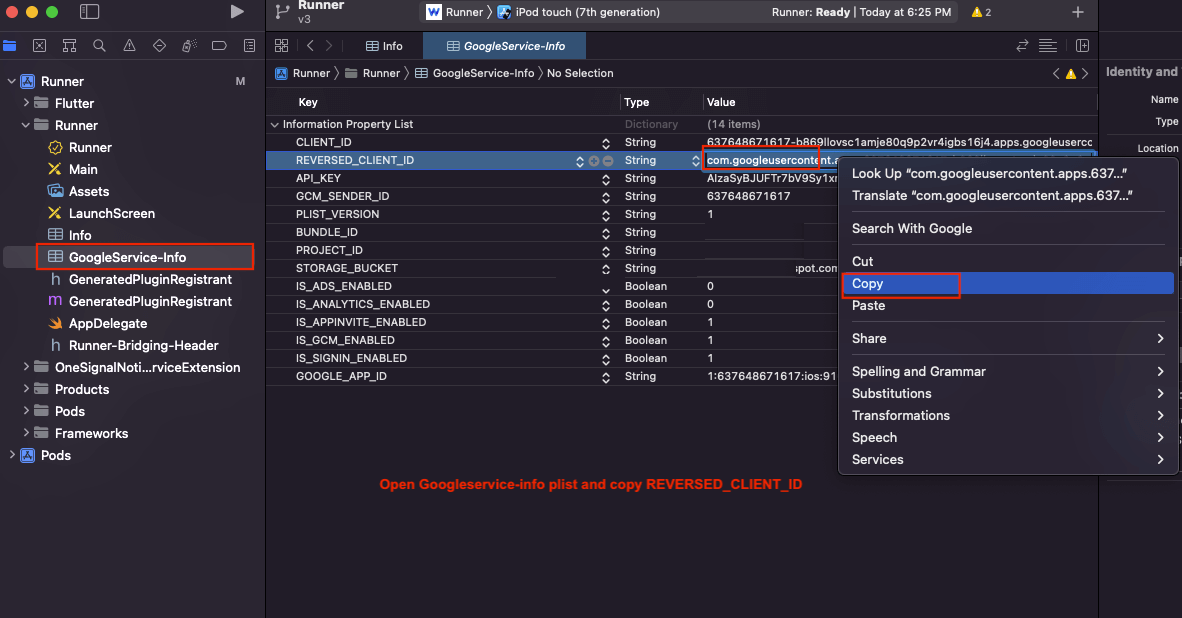 Runner
v3
Runner
iPod touch (7th generation)
Runner: Ready | Today at 6:25 PM
2
Info
GoogleService-Info
Runner
Runner
GoogleService-Info
No Selection
Identity and
Name
Type
Location
Runner
M
Flutter
Runner
Runner
Main
Assets
LaunchScreen
Info
GoogleService-Info
GeneratedPluginRegistrant
GeneratedPluginRegistrant
AppDelegate
Runner-Bridging-Header
OneSignalNoti...rviceExtension
Products
Pods
Frameworks
Pods
Key Type Value
Information Property List Dictionary (14 items)
CLIENT_ID String 637648671617-b869llovsc1amje80q9p2vr4igbs16j4.apps.googleusercc
REVERSED_CLIENT_ID String com.googleusercontent.a
API_KEY String
GCM_SENDER_ID String 637648671617
PLIST_VERSION String 1
BUNDLE_ID String
PROJECT_ID String
STORAGE_BUCKET String spot.com
IS_ADS_ENABLED Boolean 0
IS_ANALYTICS_ENABLED Boolean 0
IS_APPINVITE_ENABLED Boolean 1
IS_GCM_ENABLED Boolean 1
IS_SIGNIN_ENABLED Boolean 1
GOOGLE_APP_ID String 1:637648671617:ios:91
Look Up “com.googleusercontent.apps.637...”
Translate “com.googleusercontent.apps.637...”
Search With Google
Cut
Copy
Paste
Share
Spelling and Grammar
Substitutions
Transformations
Speech
Services
Open Googleservice-info plist and copy REVERSED_CLIENT_ID